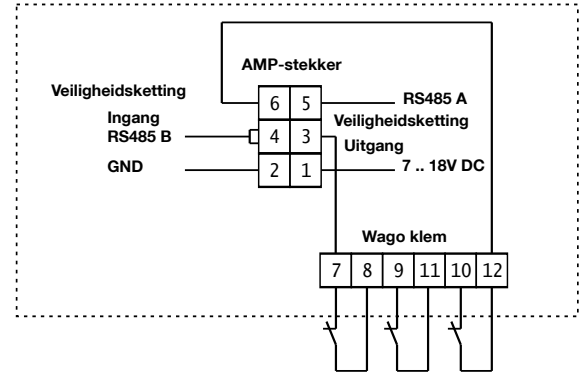 AMP-stekker
Veiligheidsketting
Ingang
6 5 RS485 A
RS485 B 4 3 Veiligheidsketting
Uitgang
GND 2 1 7 .. 18V DC
Wago klem
7 8 9 11 10 12